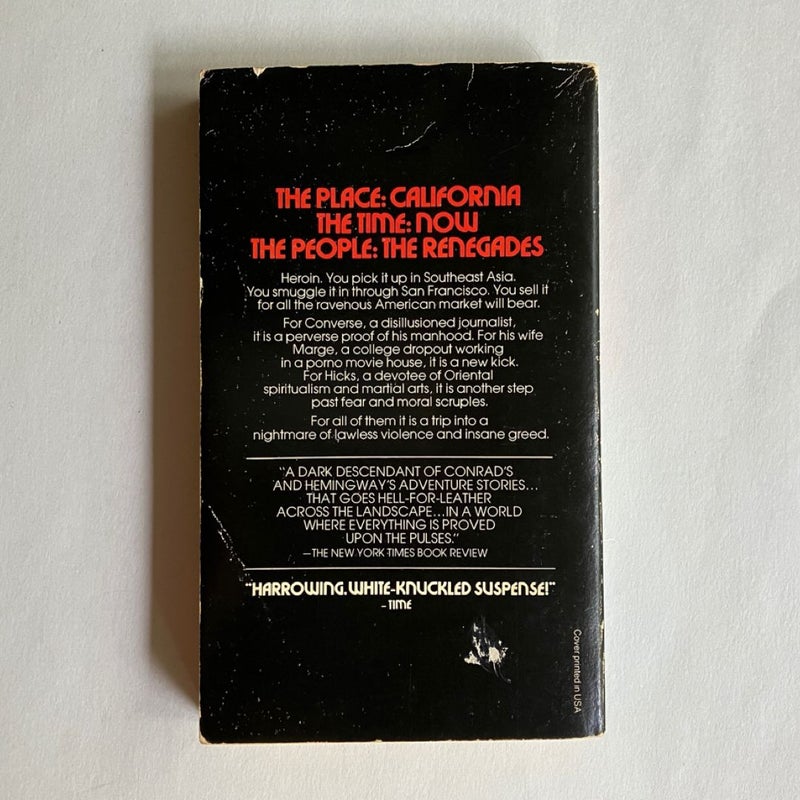 THE PLACE: CALIFORNIA
THE TIME: NOW
THE PEOPLE: THE RENEGADES
Heroin. You pick it up in Southeast Asia.
You smuggle it in through San Francisco. You sell it
for all the ravenous American market will bear.
For Converse, a disillusioned journalist,
it is a perverse proof of his manhood. For his wife
Marge, a college dropout working
in a porno movie house, it is a new kick.
For Hicks, a devotee of Oriental
spiritualism and martial arts, it is another step
past fear and moral scruples.
For all of them it is a trip into a
nightmare of lawless violence and insane greed.
"A DARK DESCENDANT OF CONRAD'S
AND HEMINGWAY'S ADVENTURE STORIES...
THAT GOES HELL-FOR-LEATHER
ACROSS THE LANDSCAPE...IN A WORLD
WHERE EVERYTHING IS PROVED
UPON THE PULSES."
—THE NEW YORK TIMES BOOK REVIEW
"HARROWING. WHITE-KNUCKLED SUSPENSE!"
–TIME
Cover printed in USA